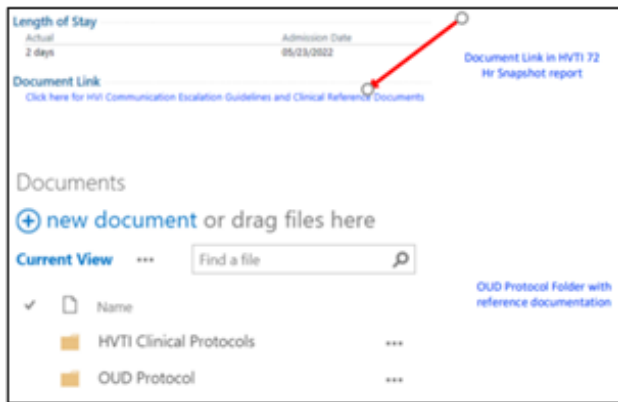 Length of Stay
Actual Admission Date
2 days 05/23/2022
Document Link in HVTI 72
Hr Snapshot report
Document Link
Click here for HVI Communication Escalation Guidelines and Clinical Reference Documents
Documents
new document or drag files here
Current View ••• Find a file
OUD Protocol Folder with
reference documentation
Name
HVTI Clinical Protocols •••
OUD Protocol •••